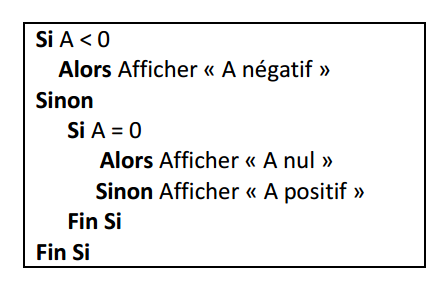 Si A < 0
Alors Afficher « A négatif »
Sinon
Si A = 0
Alors Afficher « A nul »
Sinon Afficher « A positif »
Fin Si
Fin Si